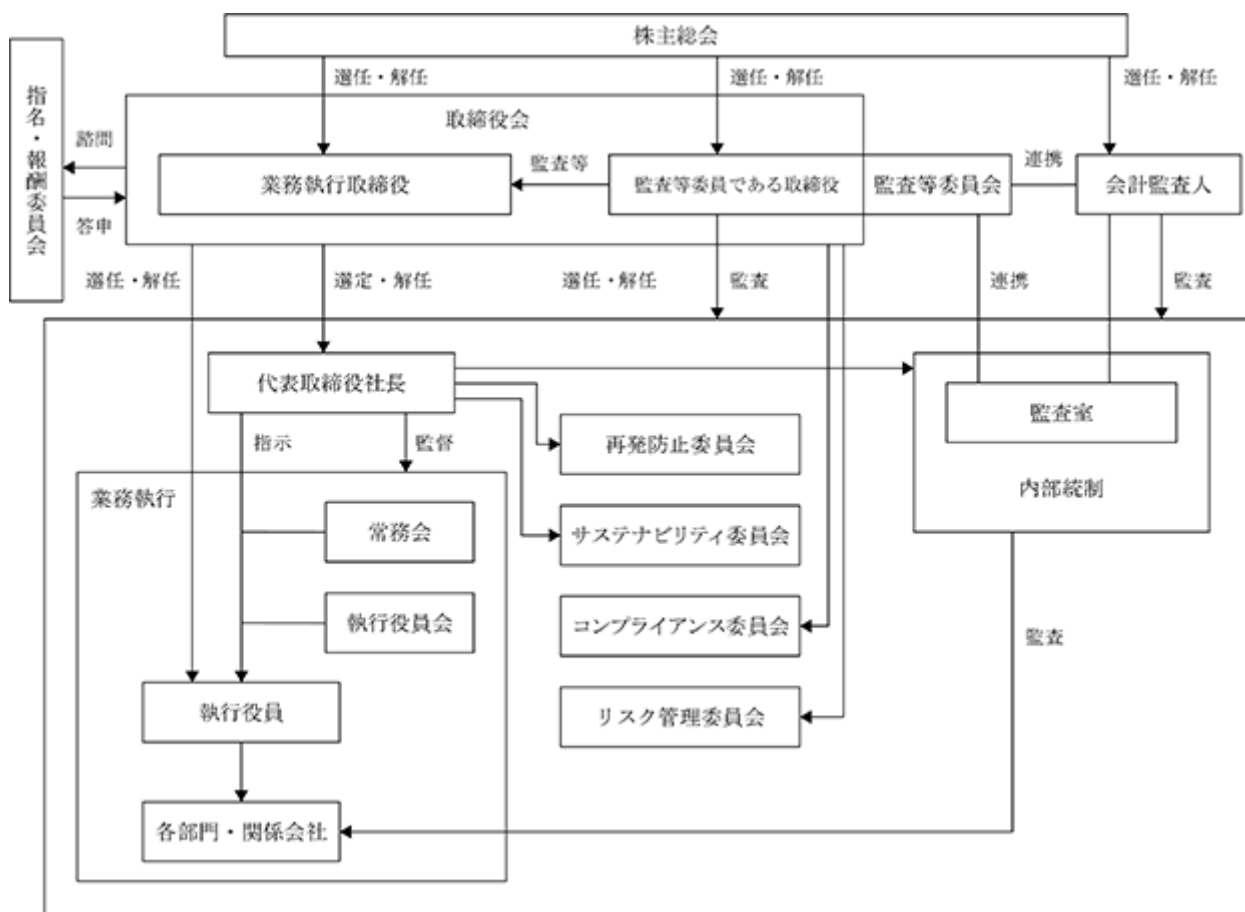 株主総会
選任・解任
選任・解任
選任・解任
指名・報酬委員会
諮問
答申
取締役会
業務執行取締役
監査等
監査等委員である取締役
監査等委員会
連携
会計監査人
選任・解任
選定・解任
選任・解任
監査
連携
監査
代表取締役社長
指示
監督
再発防止委員会
監査室
内部統制
業務執行
常務会
サステナビリティ委員会
執行役員会
コンプライアンス委員会
監査
執行役員
リスク管理委員会
各部門・関係会社